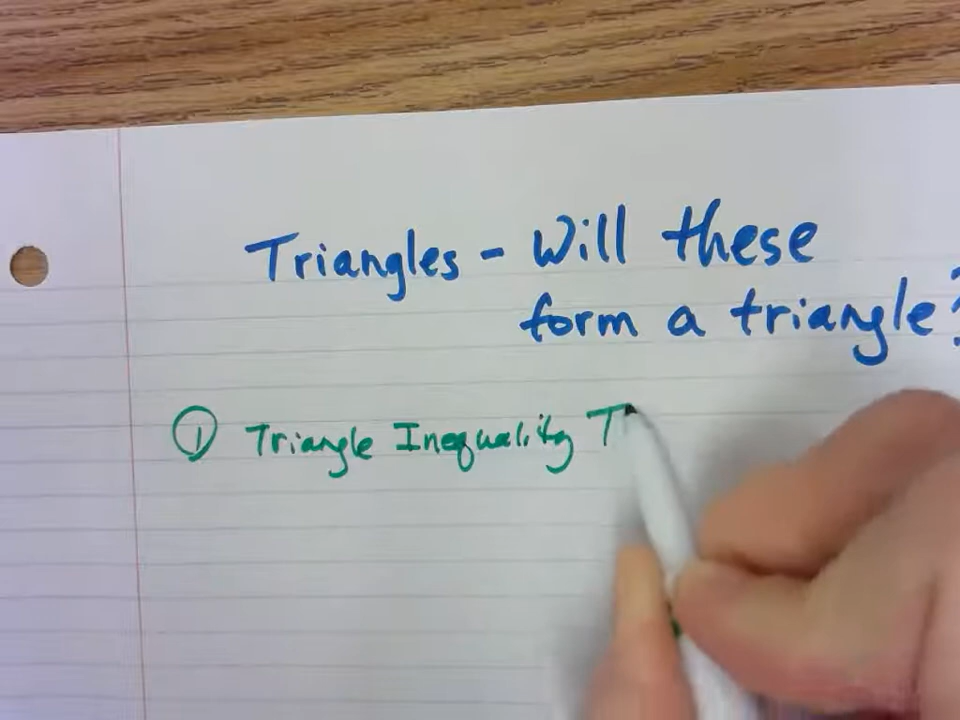 Triangles - Will these
form a triangle?
① Triangle Inequality T